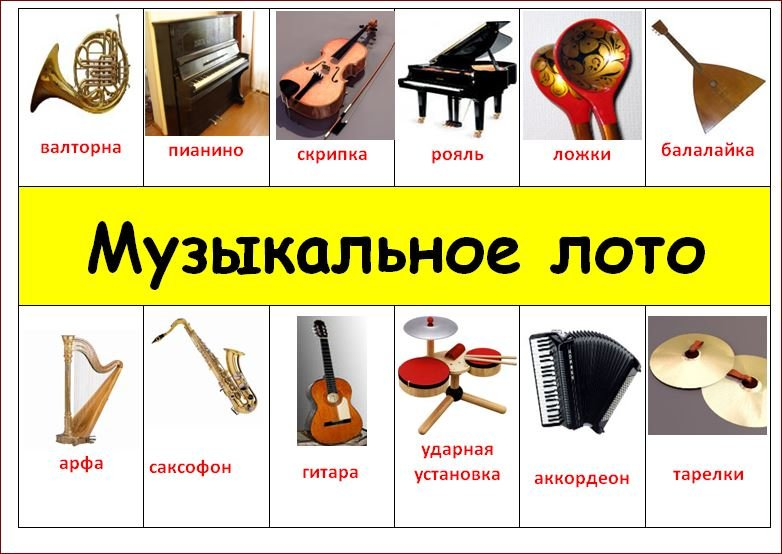 валторна
пианино
скрипка
рояль
ложки
балалайка
Музыкальное лото
арфа
саксофон
гитара
ударная
установка
аккордеон
тарелки